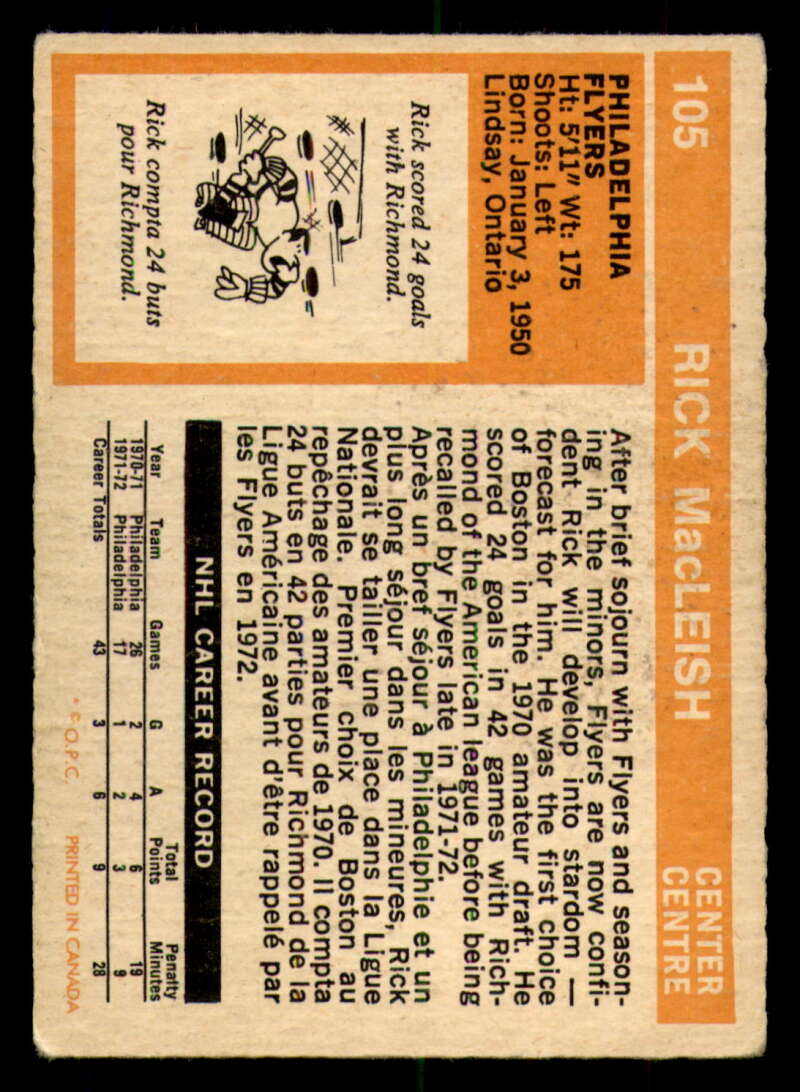 105 RICK MacLEISH CENTER
CENTRE
PHILADELPHIA
FLYERS
Ht: 5'11" Wt: 175
Shoots: Left
Born: January 3, 1950
Lindsay, Ontario
Rick scored 24 goals
with Richmond.
Rick compta 24 buts
pour Richmond.
After brief sojourn with Flyers and season-
ing in the minors, Flyers are now confi-
dent Rick will develop into stardom —
forecast for him. He was the first choice
of Boston in the 1970 amateur draft. He
scored 24 goals in 42 games with Rich-
mond of the American league before being
recalled by Flyers late in 1971-72.
Après un bref séjour à Philadelphie et un
plus long séjour dans les mineures, Rick
devrait se tailler une place dans la Ligue
Nationale. Premier choix de Boston au
repêchage des amateurs de 1970. Il compta
24 buts en 42 parties pour Richmond de la
Ligue Américaine avant d'être rappelé par
les Flyers en 1972.
NHL CAREER RECORD
Year Team Games G A Total Points Penalty Minutes
1970-71 Philadelphia 26 2 4 6 19
1971-72 Philadelphia 17 1 2 3 9
Career Totals 43 3 6 9 28
* © O.P.C. PRINTED IN CANADA